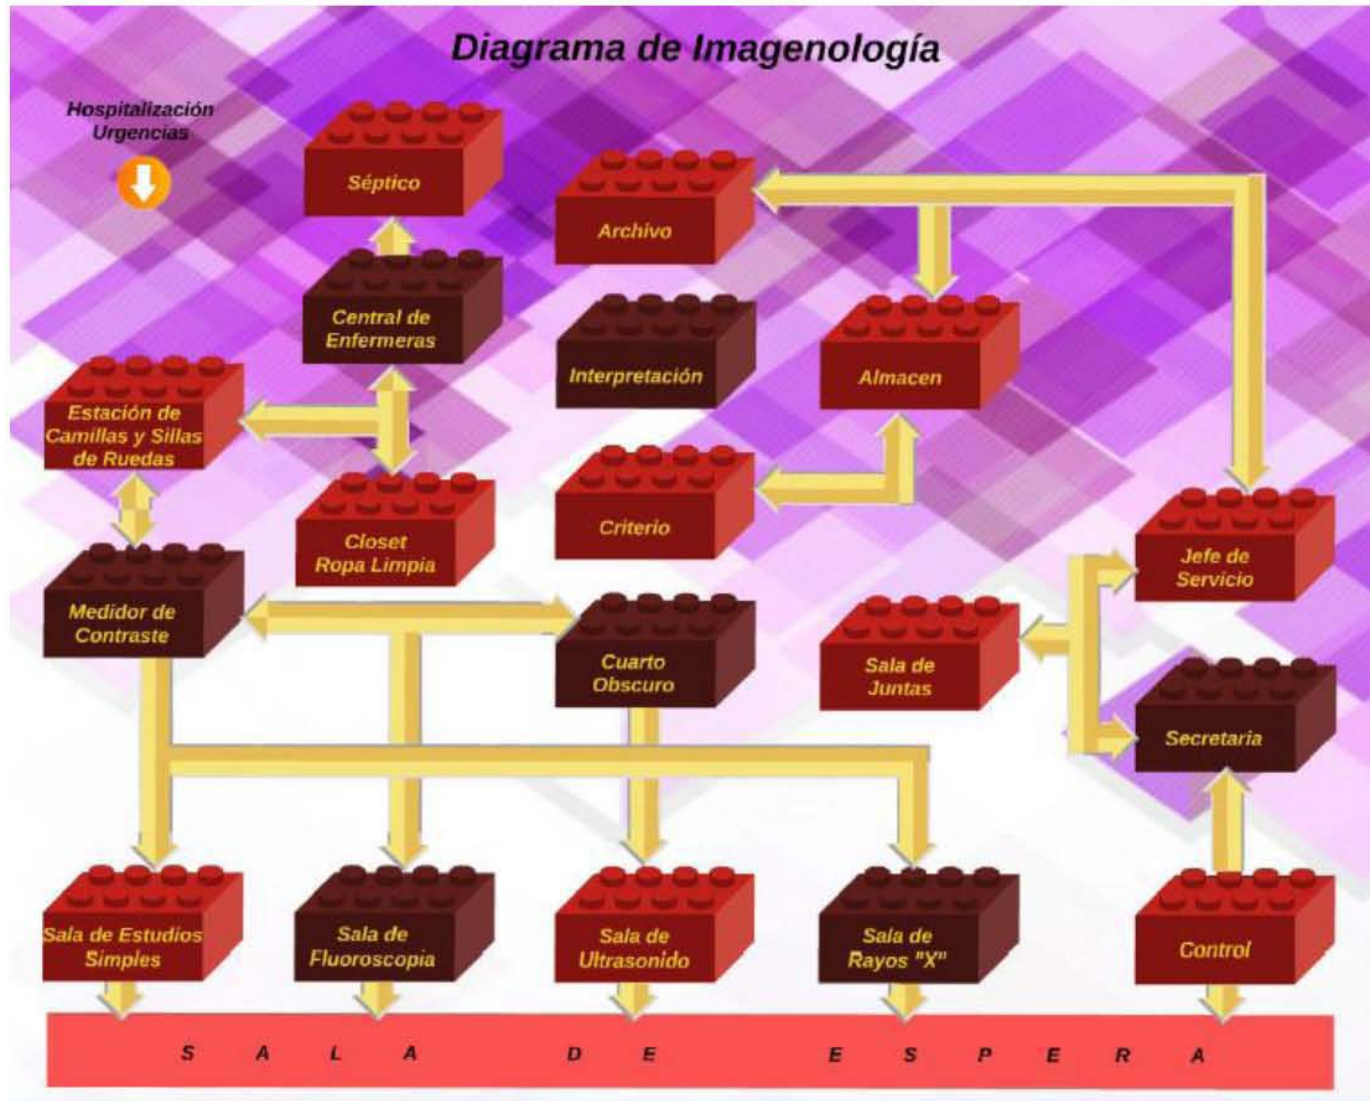 Diagrama de Imagenología
Hospitalización
Urgencias
Séptico
Archivo
Central de
Enfermeras
Interpretación
Almacen
Estación de
Camillas y Sillas
de Ruedas
Closet
Ropa Limpia
Criterio
Jefe de
Servicio
Medidor de
Contraste
Cuarto
Obscuro
Sala de
Juntas
Secretaria
Sala de Estudios
Simples
Sala de
Fluoroscopia
Sala de
Ultrasonido
Sala de
Rayos "X"
Control
S A L A D E E S P E R A